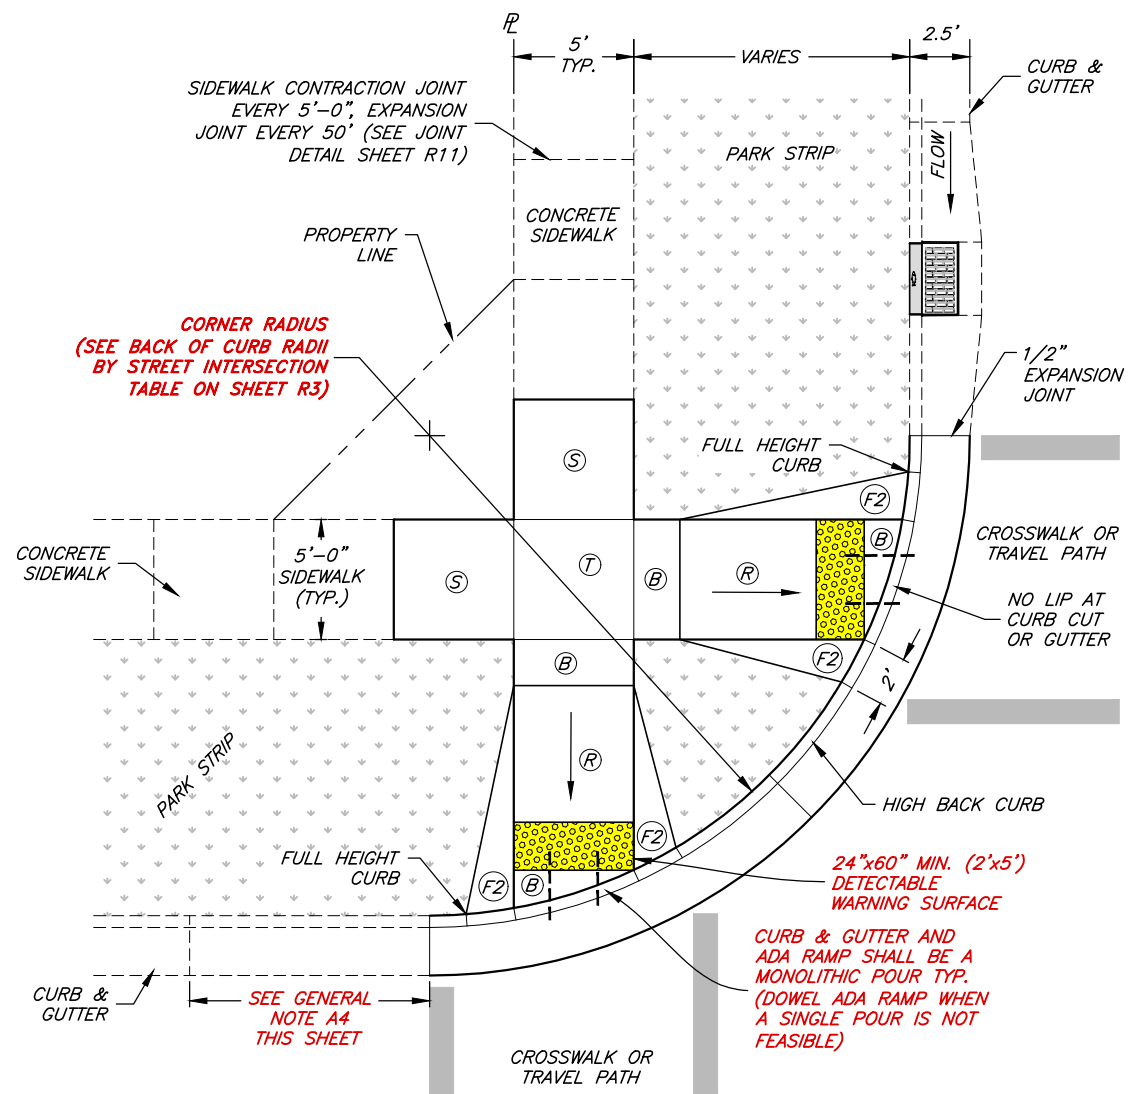 PL
5'
TYP.
VARIES
2.5'
CURB &
GUTTER
SIDEWALK CONTRACTION JOINT
EVERY 5'-0", EXPANSION
JOINT EVERY 50' (SEE JOINT
DETAIL SHEET R11)
PARK STRIP
FLOW
CONCRETE
SIDEWALK
PROPERTY
LINE
CORNER RADIUS
(SEE BACK OF CURB RADII
BY STREET INTERSECTION
TABLE ON SHEET R3)
1/2"
EXPANSION
JOINT
FULL HEIGHT
CURB
S
F2
CROSSWALK OR
TRAVEL PATH
CONCRETE
SIDEWALK
5'-0"
SIDEWALK
(TYP.)
S
T
B
R
B
NO LIP AT
CURB CUT
OR GUTTER
B
F2
2'
PARK STRIP
R
HIGH BACK CURB
F2
FULL HEIGHT
CURB
F2
B
24"x60" MIN. (2'x5')
DETECTABLE
WARNING SURFACE
CURB & GUTTER AND
ADA RAMP SHALL BE A
MONOLITHIC POUR TYP.
(DOWEL ADA RAMP WHEN
A SINGLE POUR IS NOT
FEASIBLE)
CURB &
GUTTER
SEE GENERAL
NOTE A4
THIS SHEET
CROSSWALK OR
TRAVEL PATH